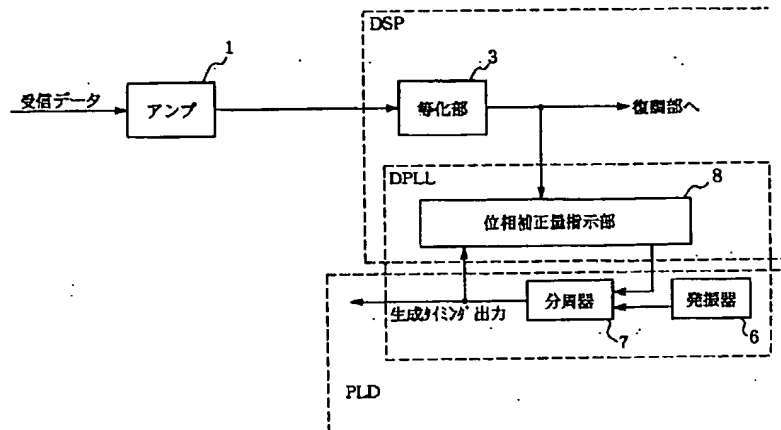 DSP
1
3
受信データ
アンプ
等化部
復調部へ
DPLL
8
位相補正量指示部
生成タイミング出力
分周器
発振器
7
6
PLD